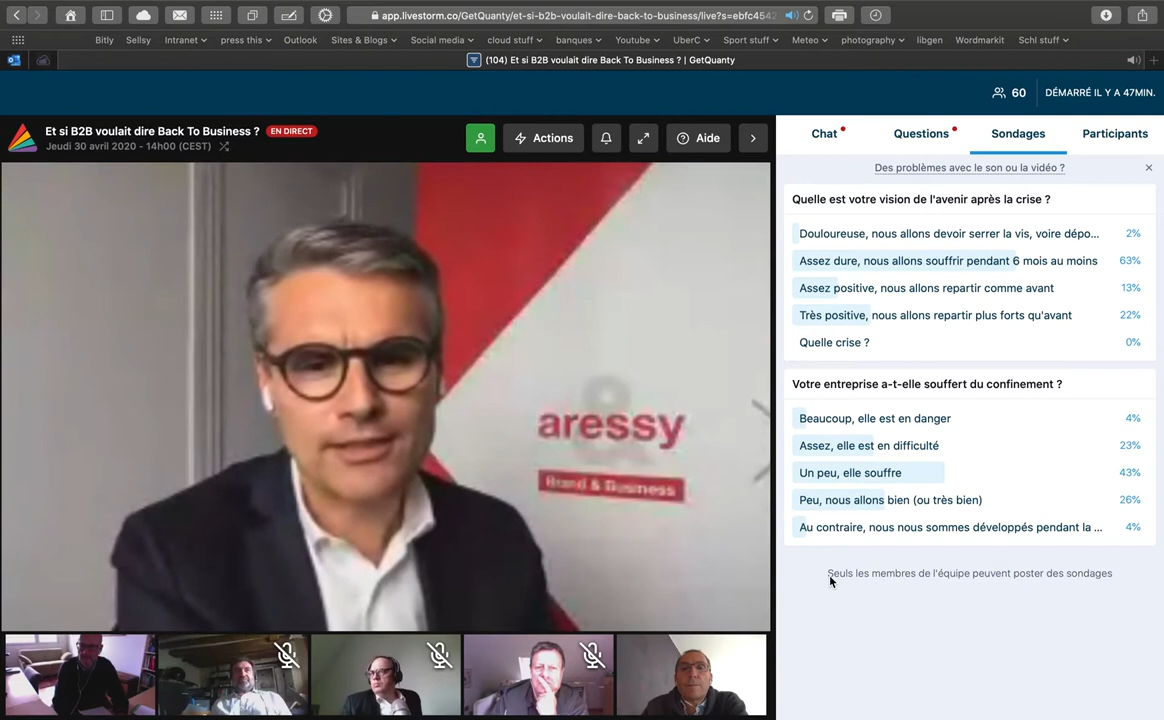 app.livestorm.co/GetQuanty/et-si-b2b-voulait-dire-back-to-business/live?s=ebfc4542
Bitly Sellsy Intranet press this Outlook Sites & Blogs Social media cloud stuff banques Youtube UberC Sport stuff Meteo photography libgen Wordmarkit Schl stuff
(104) Et si B2B voulait dire Back To Business ? | GetQuanty
60 DÉMARRÉ IL Y A 47MIN.
Et si B2B voulait dire Back To Business ? EN DIRECT
Jeudi 30 avril 2020 - 14h00 (CEST)
Actions Aide
Chat Questions Sondages Participants
Des problèmes avec le son ou la vidéo ?
Quelle est votre vision de l'avenir après la crise ?
Douloureuse, nous allons devoir serrer la vis, voire dépo... 2%
Assez dure, nous allons souffrir pendant 6 mois au moins 63%
Assez positive, nous allons repartir comme avant 13%
Très positive, nous allons repartir plus forts qu'avant 22%
Quelle crise ? 0%
Votre entreprise a-t-elle souffert du confinement ?
Beaucoup, elle est en danger 4%
Assez, elle est en difficulté 23%
Un peu, elle souffre 43%
Peu, nous allons bien (ou très bien) 26%
Au contraire, nous nous sommes développés pendant la ... 4%
Seuls les membres de l'équipe peuvent poster des sondages
aressy
Brand & Business